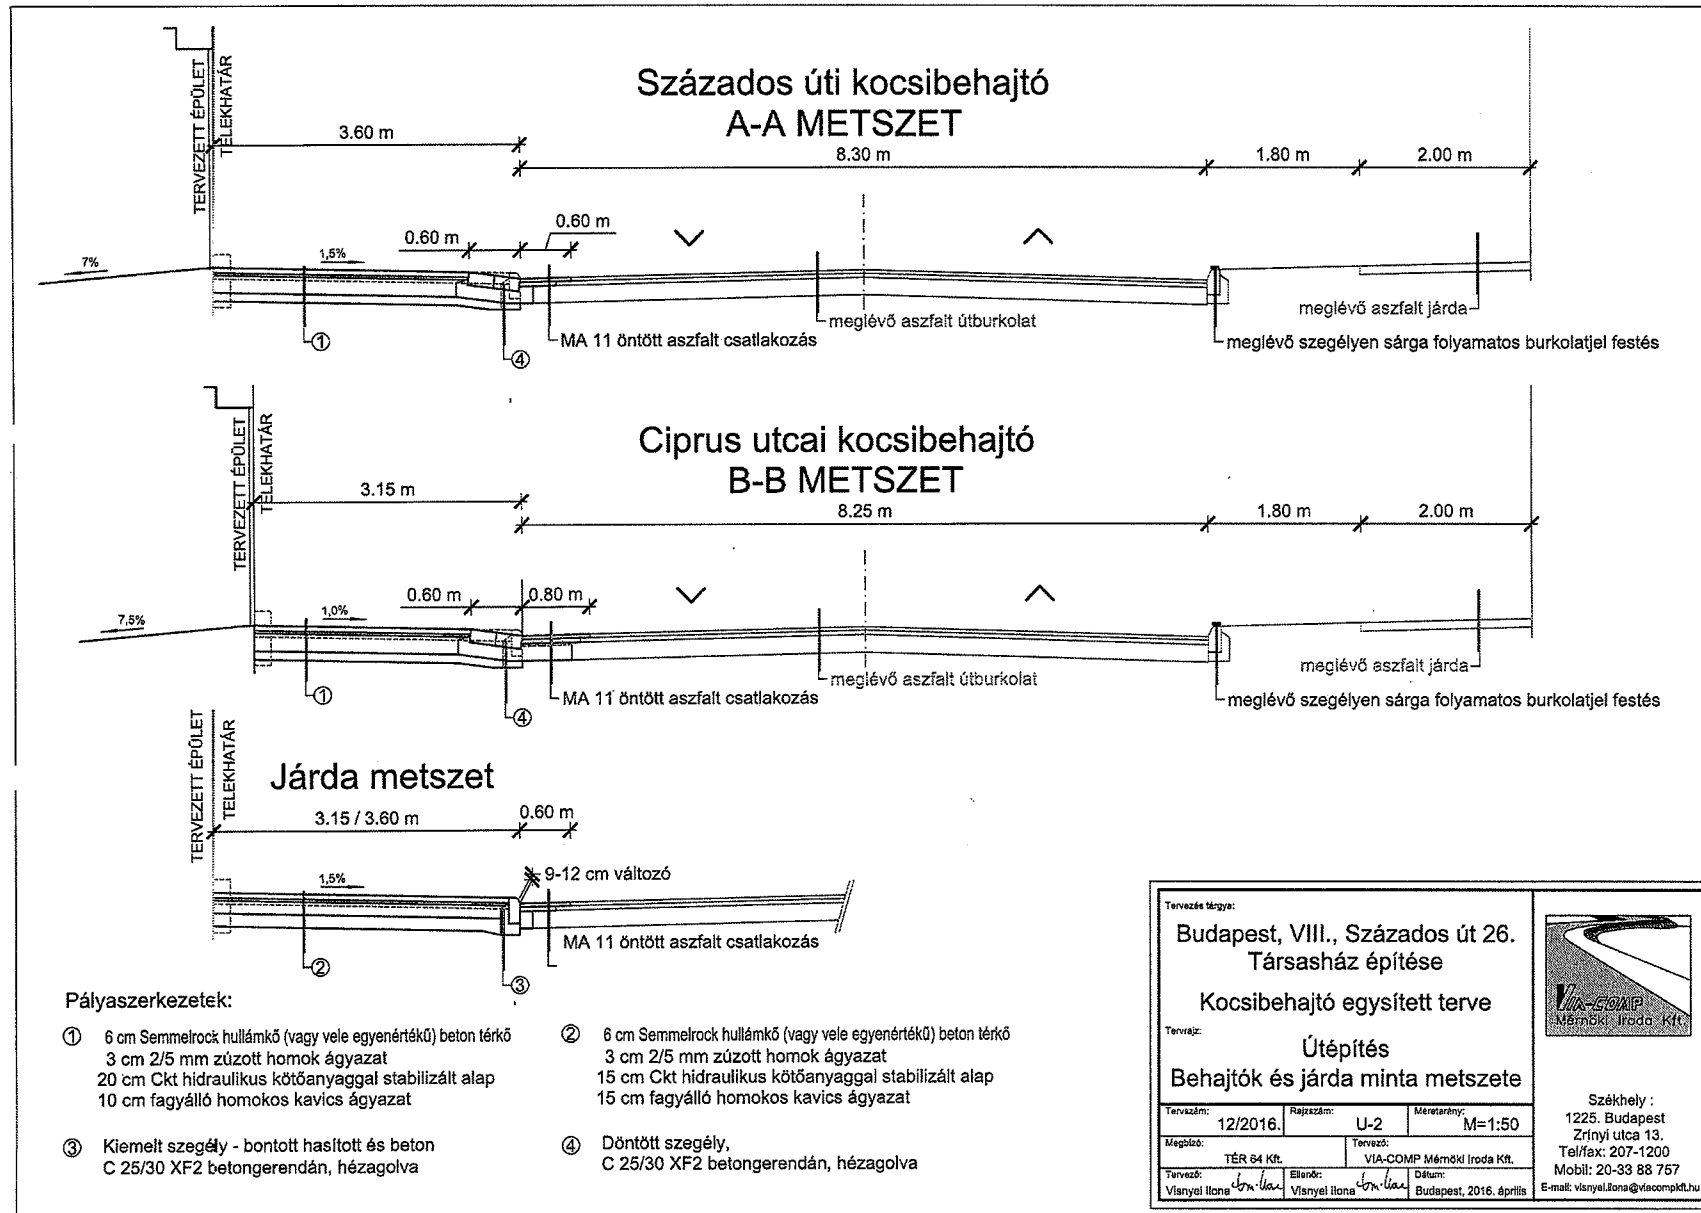 Százados úti kocsibehajtó
A-A METSZET
TERVEZETT ÉPÜLET
TELEKHATÁR
3.60 m
8.30 m
1.80 m
2.00 m
0.60 m
0.60 m
7%
1,5%
①
④
MA 11 öntött aszfalt csatlakozás
meglévő aszfalt útburkolat
meglévő aszfalt járda
meglévő szegélyen sárga folyamatos burkolatjel festés
Ciprus utcai kocsibehajtó
B-B METSZET
TERVEZETT ÉPÜLET
TELEKHATÁR
3.15 m
8.25 m
1.80 m
2.00 m
0.60 m
0.80 m
7,5%
1,0%
①
④
MA 11 öntött aszfalt csatlakozás
meglévő aszfalt útburkolat
meglévő aszfalt járda
meglévő szegélyen sárga folyamatos burkolatjel festés
Járda metszet
TERVEZETT ÉPÜLET
TELEKHATÁR
3.15 / 3.60 m
0.60 m
9-12 cm változó
1,5%
MA 11 öntött aszfalt csatlakozás
②
③
Pályaszerkezetek:
① 6 cm Semmelrock hullámkő (vagy vele egyenértékű) beton térkő
3 cm 2/5 mm zúzott homok ágyazat
20 cm Ckt hidraulikus kötőanyaggal stabilizált alap
10 cm fagyálló homokos kavics ágyazat
② 6 cm Semmelrock hullámkő (vagy vele egyenértékű) beton térkő
3 cm 2/5 mm zúzott homok ágyazat
15 cm Ckt hidraulikus kötőanyaggal stabilizált alap
15 cm fagyálló homokos kavics ágyazat
③ Kiemelt szegély - bontott hasított és beton
C 25/30 XF2 betongerendán, hézagolva
④ Döntött szegély,
C 25/30 XF2 betongerendán, hézagolva
Tervezés tárgya:
Budapest, VIII., Százados út 26.
Társasház építése
Kocsibehajtó egysített terve
Tervrajz:
Útépítés
Behajtók és járda minta metszete
Tervszám: 12/2016.
Rajzszám: U-2
Méretarány: M=1:50
Megbízó: TÉR 64 Kft.
Tervező: VIA-COMP Mérnöki Iroda Kft.
Tervező: Visnyei Ilona
Ellenőr: Visnyei Ilona
Dátum: Budapest, 2016. április
VIA-COMP
Mérnöki Iroda Kft.
Székhely :
1225. Budapest
Zrínyi utca 13.
Tel/fax: 207-1200
Mobil: 20-33 88 757
E-mail: visnyei.ilona@viacompkft.hu